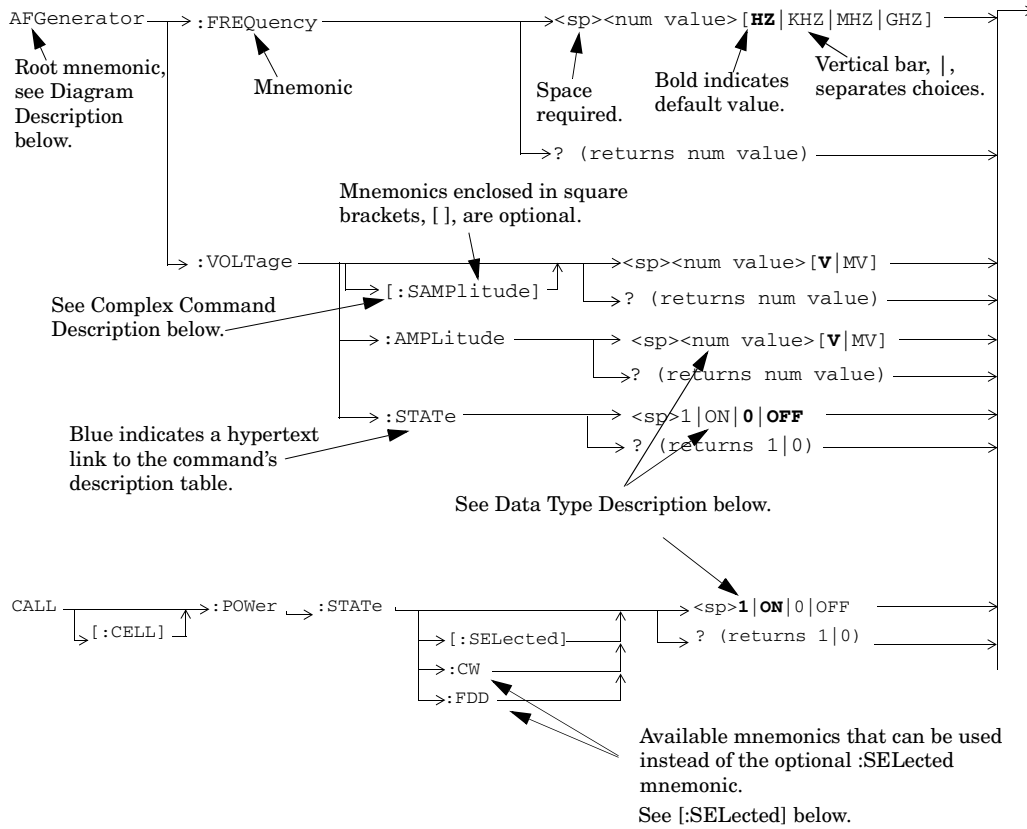 AFGenerator :FREQuency <sp><num value>[HZ|KHZ|MHZ|GHZ]
Root mnemonic,
see Diagram
Description
below.
Mnemonic
Space
required.
Bold indicates
default value.
Vertical bar, |,
separates choices.
? (returns num value)
Mnemonics enclosed in square
brackets, [ ], are optional.
:VOLTage <sp><num value>[V|MV]
[:SAMPlitude] ? (returns num value)
See Complex Command
Description below.
:AMPLitude <sp><num value>[V|MV]
? (returns num value)
:STATe <sp>1|ON|0|OFF
? (returns 1|0)
Blue indicates a hypertext
link to the command's
description table.
See Data Type Description below.
CALL :POWer :STATe <sp>1|ON|0|OFF
[:CELL] [:SELected] ? (returns 1|0)
:CW
:FDD
Available mnemonics that can be used
instead of the optional :SELected
mnemonic.
See [:SELected] below.